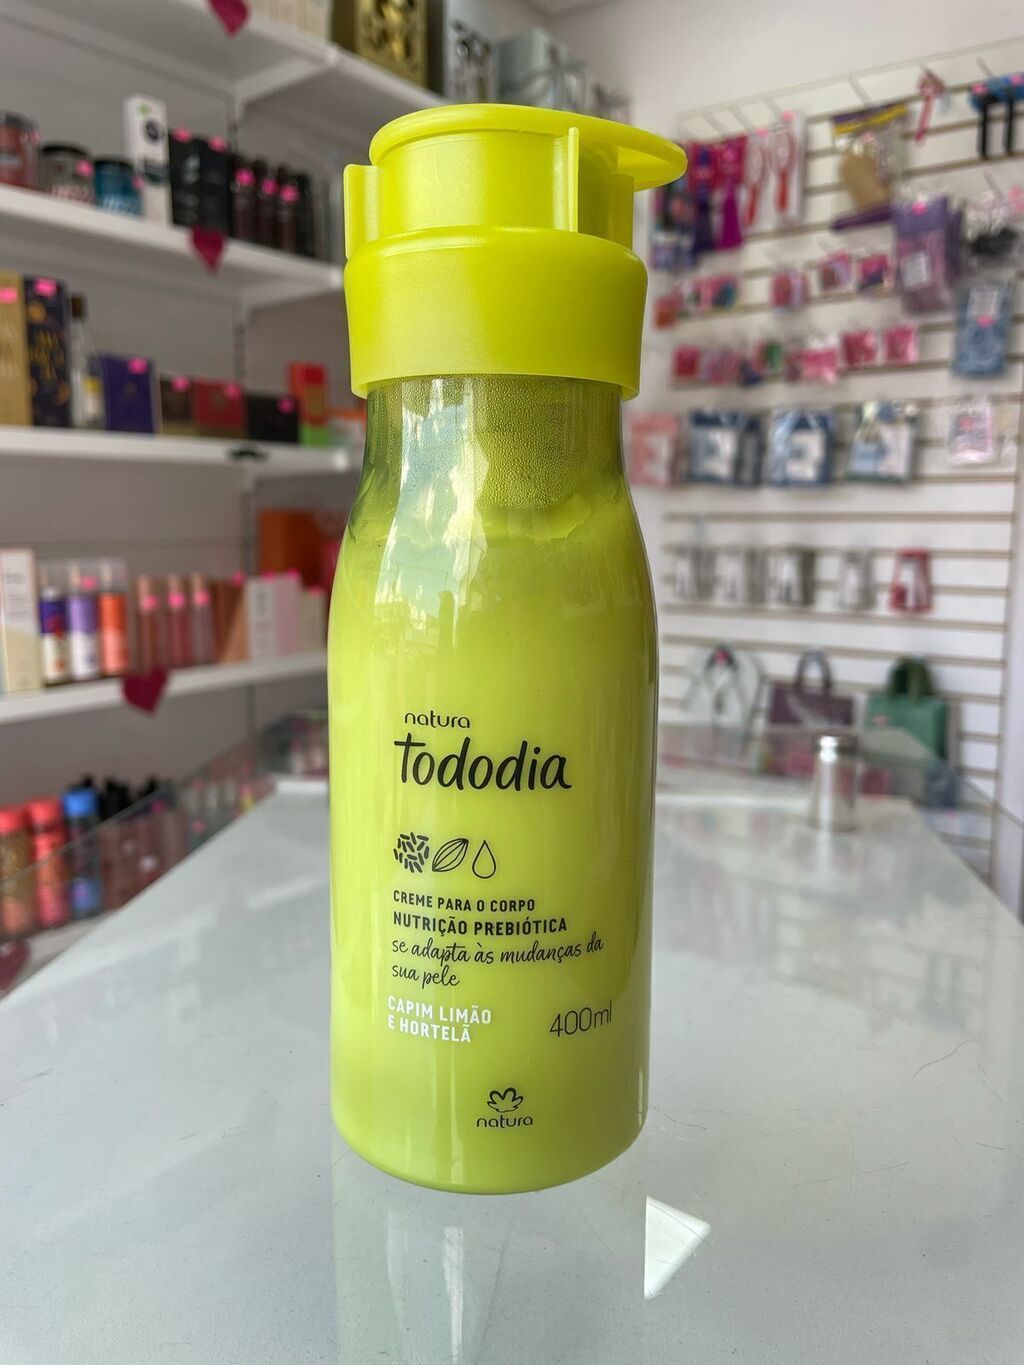 natura
tododia
CREME PARA O CORPO
NUTRIÇÃO PREBIÓTICA
se adapta às mudanças da
sua pele
CAPIM LIMÃO
E HORTELÃ
400ml
natura